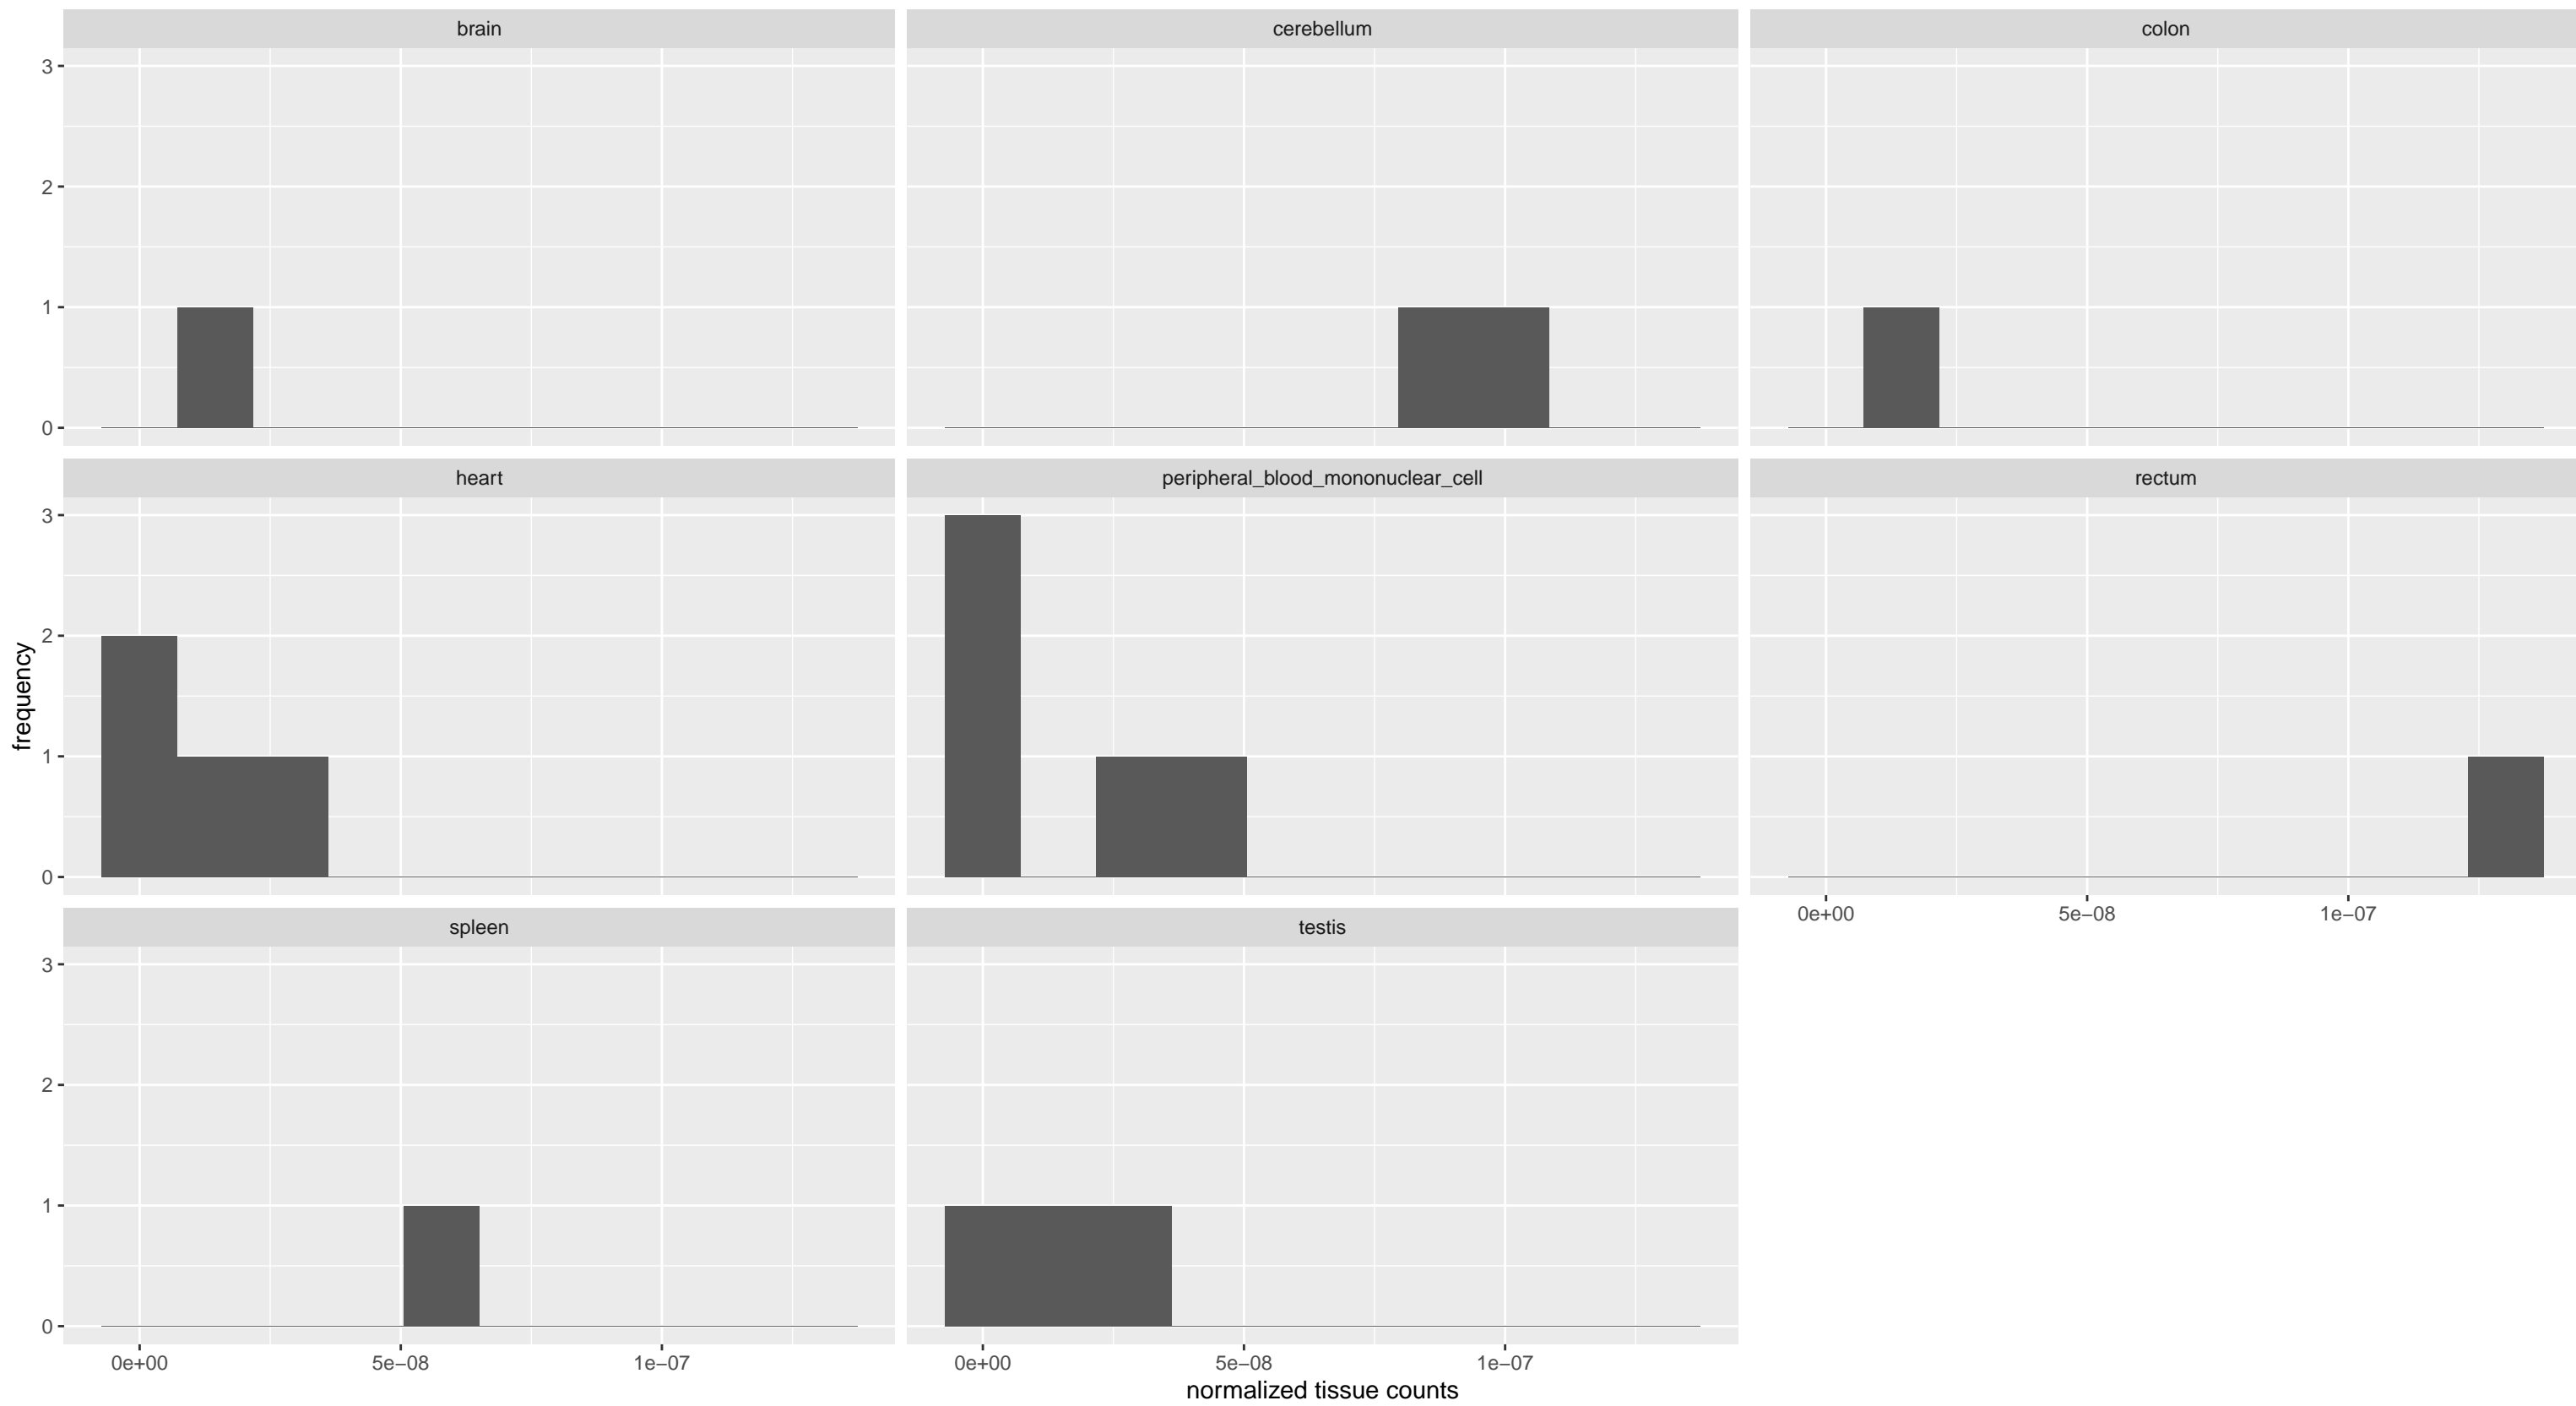 brain
cerebellum
colon
3
2
1
0
heart
peripheral_blood_mononuclear_cell
rectum
3
2
1
0
frequency
0e+00
5e−08
1e−07
spleen
testis
3
2
1
0
0e+00
5e−08
1e−07
0e+00
5e−08
1e−07
normalized tissue counts